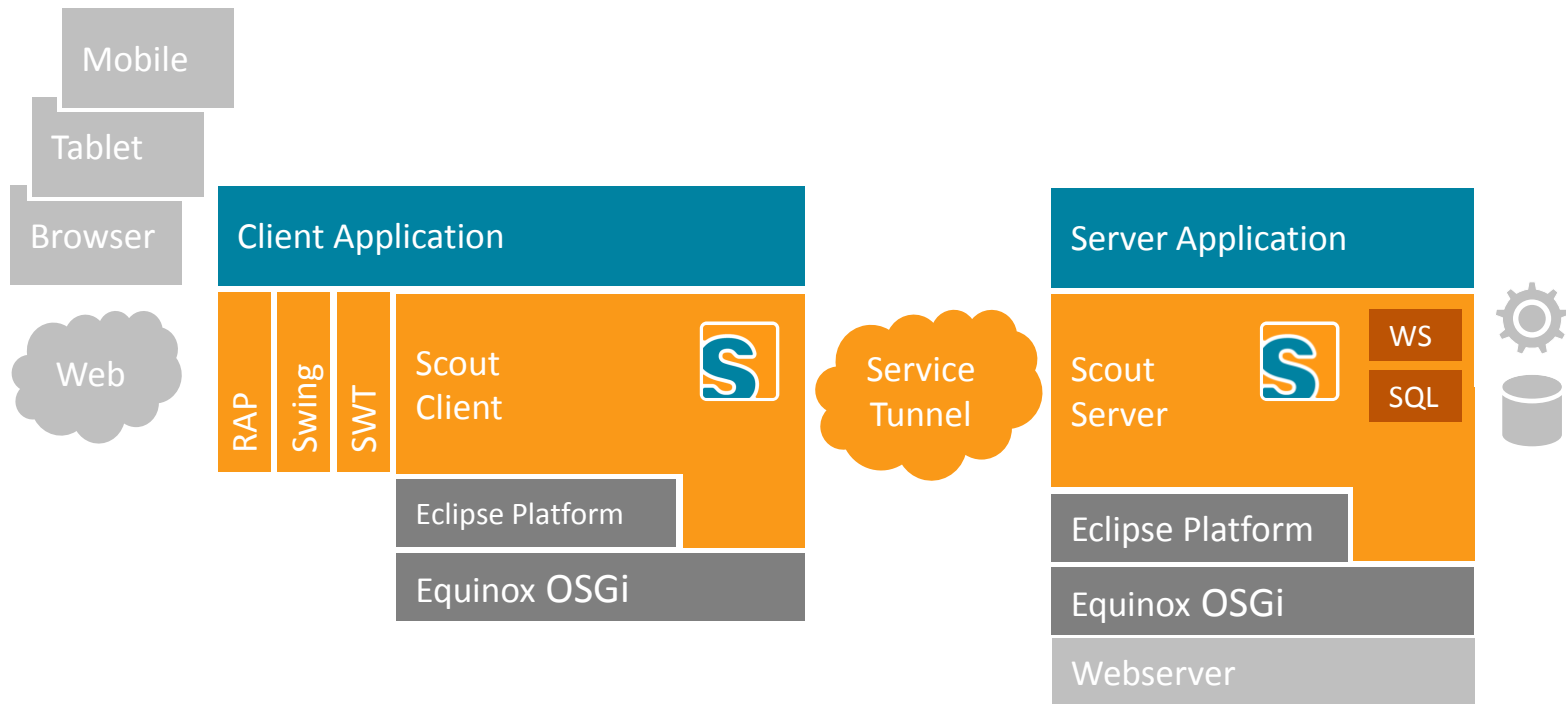 Mobile
Tablet
Browser
Web
Client Application
RAP
Swing
SWT
Scout
Client
S
Eclipse Platform
Equinox OSGi
Service
Tunnel
Server Application
Scout
Server
S
WS
SQL
Eclipse Platform
Equinox OSGi
Webserver